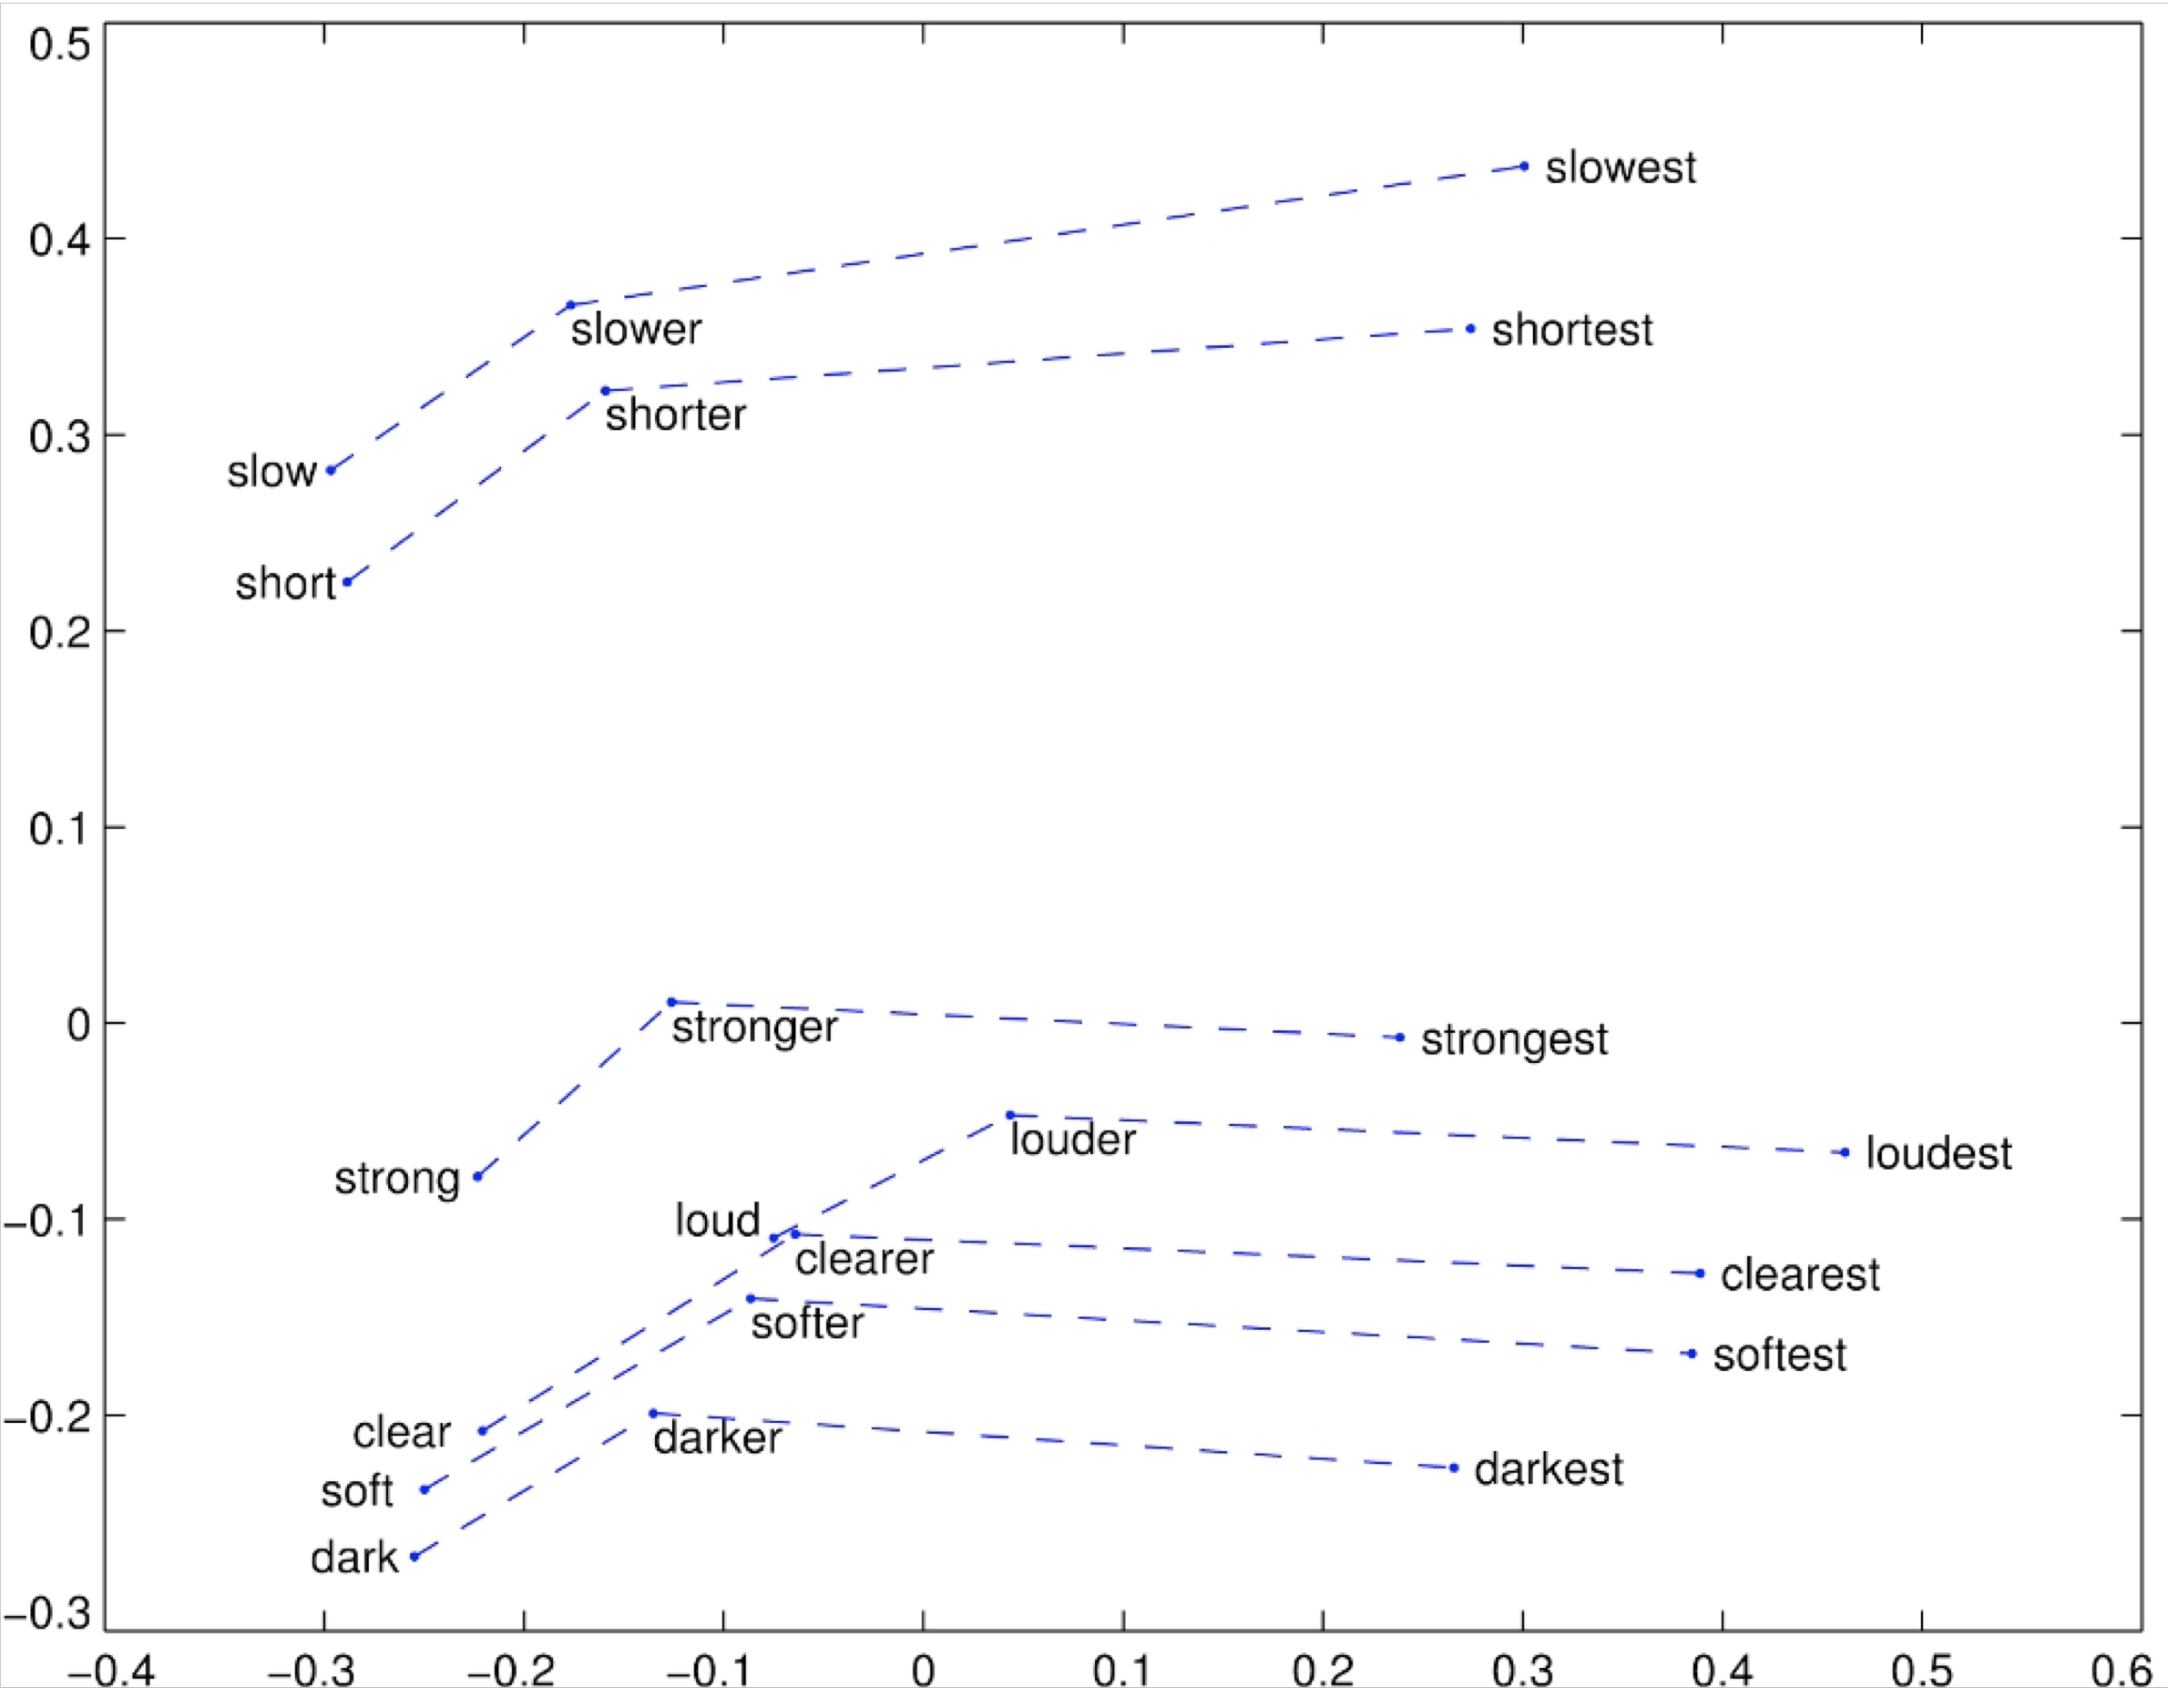 0.5
slowest
0.4
slower
shortest
shorter
0.3
slow
short
0.2
0.1
0
stronger
strongest
louder
loudest
strong
−0.1
loud
clearer
clearest
softer
softest
−0.2
clear
darker
darkest
soft
dark
−0.3
−0.4 −0.3 −0.2 −0.1 0 0.1 0.2 0.3 0.4 0.5 0.6